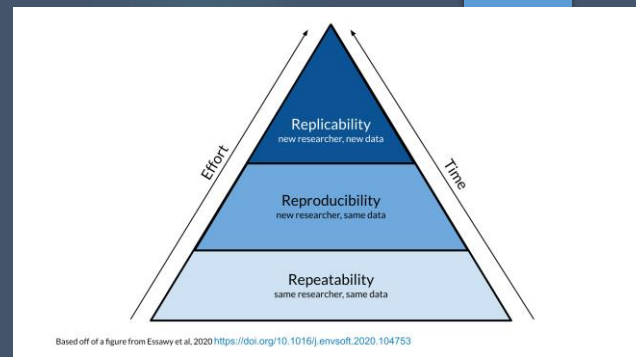 Replicability
new researcher, new data
Effort
Time
Reproducibility
new researcher, same data
Repeatability
same researcher, same data
Based off of a figure from Essawy et al, 2020 https://doi.org/10.1016/j.envsoft.2020.104753